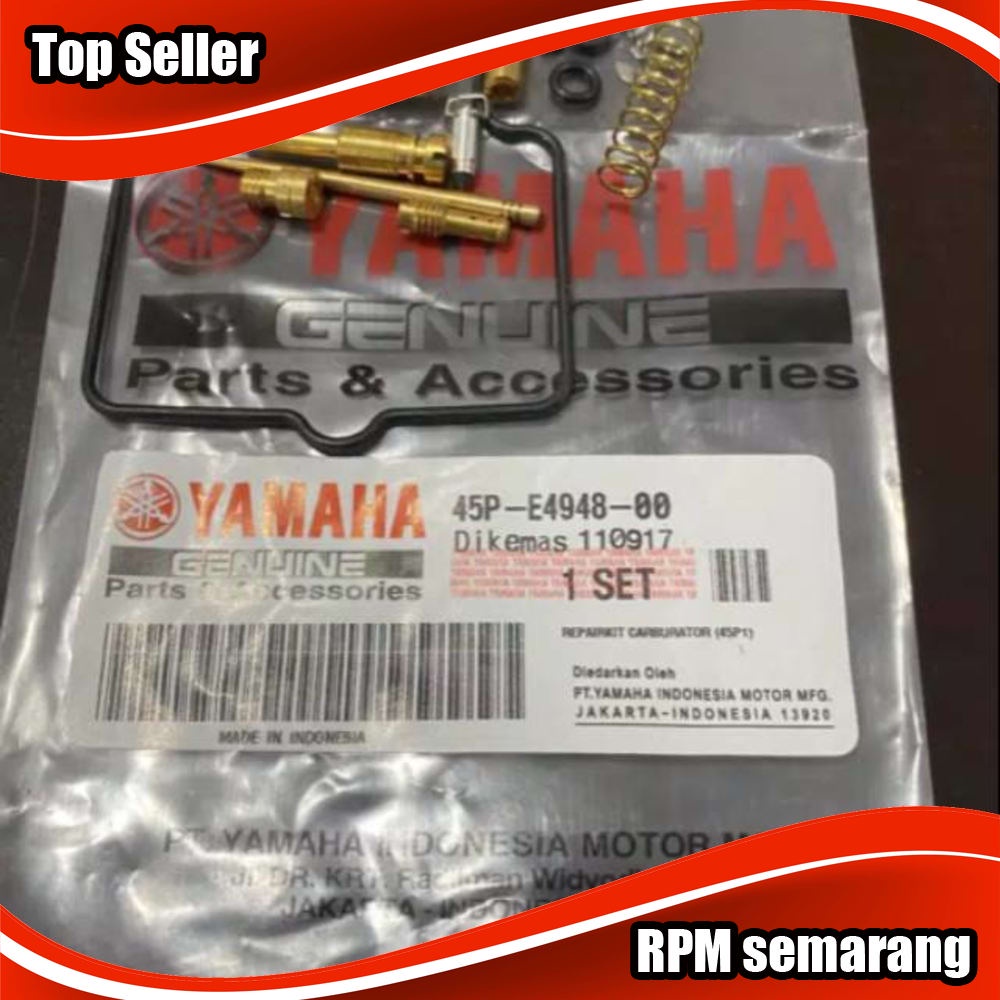 Top Seller
YAMAHA
GENUINE
Parts & Accessories
YAMAHA
GENUINE
Parts & Accessories
45P-E4948-00
Dikemas 110917
1 SET
REPAIRKIT CARBURATOR (45P1)
Diedarkan Oleh
PT.YAMAHA INDONESIA MOTOR MFG.
JAKARTA-INDONESIA 13920
MADE IN INDONESIA
PT. YAMAHA INDONESIA MOTOR M
JAKARTA-INDONE
RPM semarang